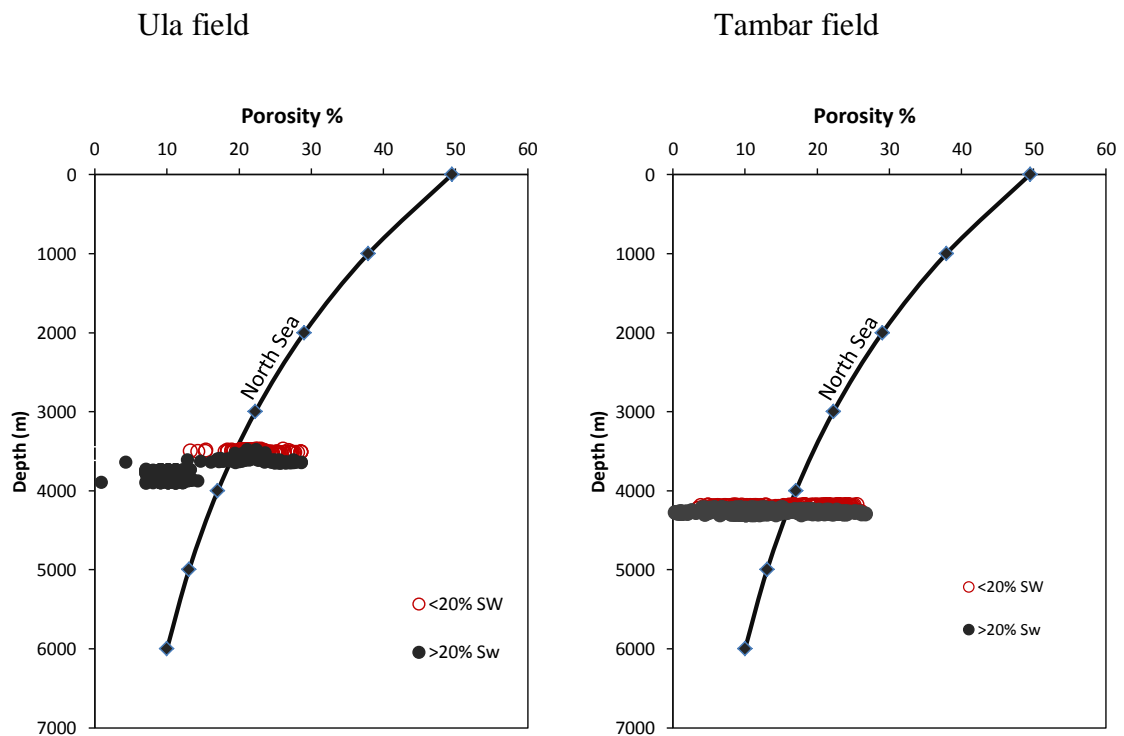 Ula field
Tambar field
Porosity %
0 10 20 30 40 50 60
0
1000
2000
3000
4000
5000
6000
7000
Depth (m)
North Sea
<20% SW
>20% Sw
Porosity %
0 10 20 30 40 50 60
0
1000
2000
3000
4000
5000
6000
7000
Depth (m)
North Sea
<20% SW
>20% Sw